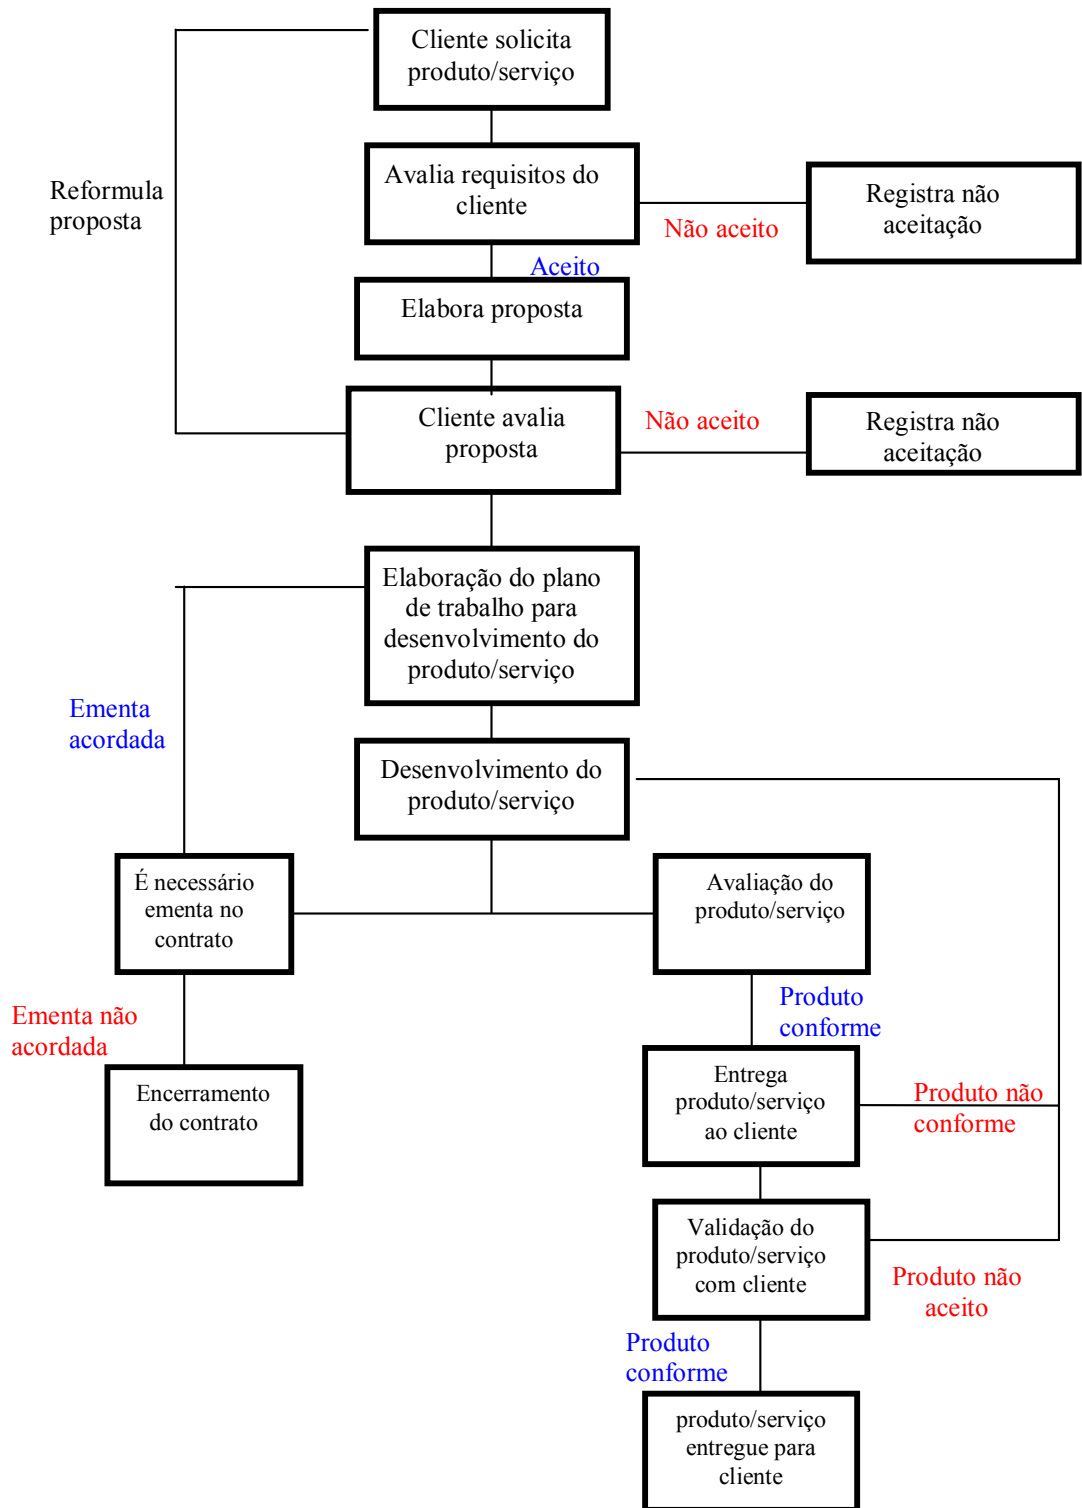 Cliente solicita
produto/serviço
Avalia requisitos do
cliente
Reformula
proposta
Registra não
aceitação
Não aceito
Aceito
Elabora proposta
Cliente avalia
proposta
Não aceito
Registra não
aceitação
Elaboração do plano
de trabalho para
desenvolvimento do
produto/serviço
Ementa
acordada
Desenvolvimento do
produto/serviço
É necessário
ementa no
contrato
Avaliação do
produto/serviço
Produto
conforme
Ementa não
acordada
Encerramento
do contrato
Entrega
produto/serviço
ao cliente
Produto não
conforme
Validação do
produto/serviço
com cliente
Produto não
aceito
Produto
conforme
produto/serviço
entregue para
cliente